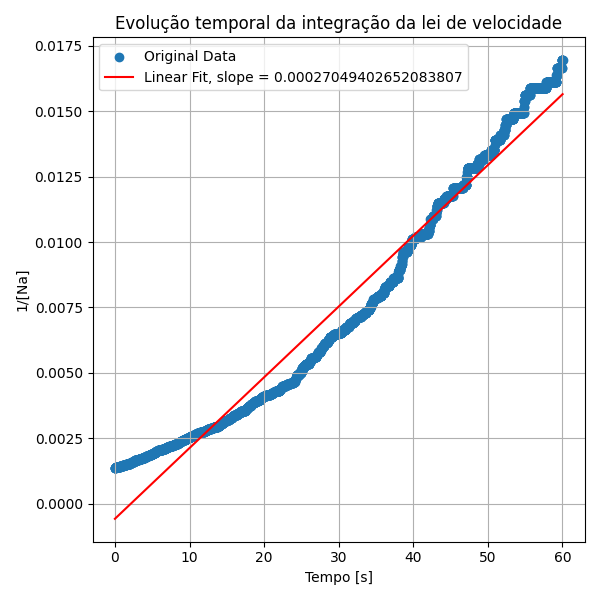 Evolução temporal da integração da lei de velocidade
Original Data
Linear Fit, slope = 0.00027049402652083807
0.0175
0.0150
0.0125
0.0100
0.0075
0.0050
0.0025
0.0000
1/[Na]
0 10 20 30 40 50 60
Tempo [s]